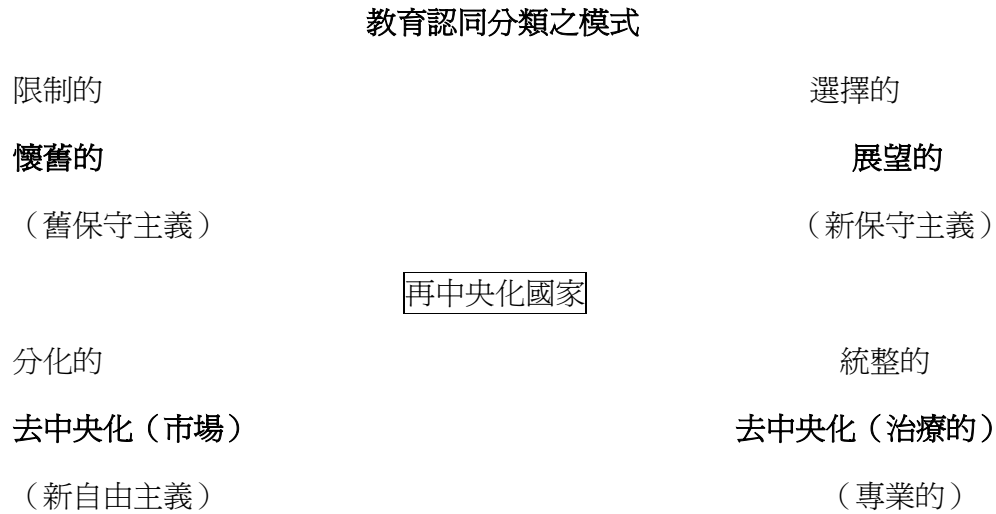 教育認同分類之模式
限制的 選擇的
懷舊的 展望的
（舊保守主義） （新保守主義）
再中央化國家
分化的 統整的
去中央化（市場） 去中央化（治療的）
（新自由主義） （專業的）